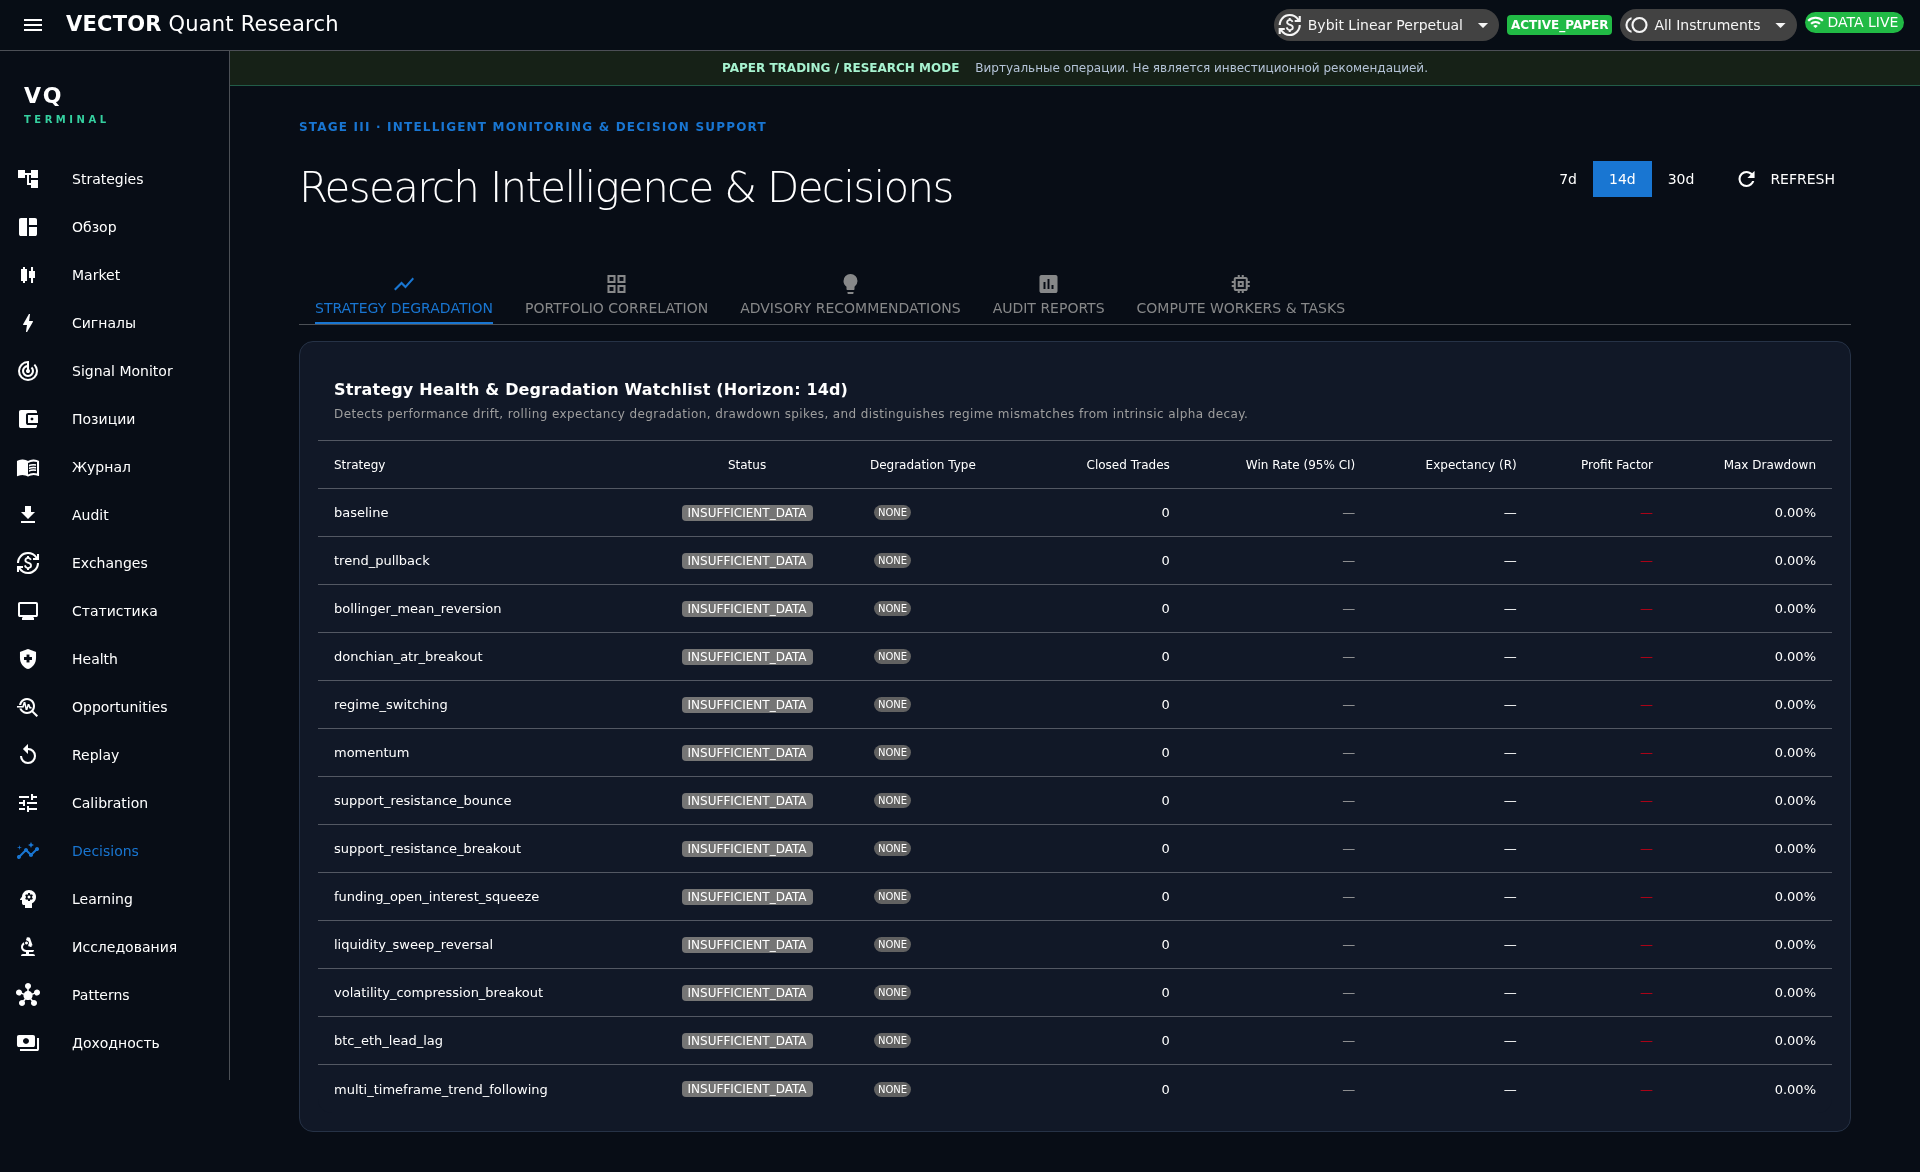 VECTOR Quant Research
Bybit Linear Perpetual
ACTIVE_PAPER
All Instruments
DATA LIVE
PAPER TRADING / RESEARCH MODE Виртуальные операции. Не является инвестиционной рекомендацией.
VQ
TERMINAL
Strategies
Обзор
Market
Сигналы
Signal Monitor
Позиции
Журнал
Audit
Exchanges
Статистика
Health
Opportunities
Replay
Calibration
Decisions
Learning
Исследования
Patterns
Доходность
STAGE III · INTELLIGENT MONITORING & DECISION SUPPORT
Research Intelligence & Decisions
7d 14d 30d REFRESH
STRATEGY DEGRADATION PORTFOLIO CORRELATION ADVISORY RECOMMENDATIONS AUDIT REPORTS COMPUTE WORKERS & TASKS
Strategy Health & Degradation Watchlist (Horizon: 14d)
Detects performance drift, rolling expectancy degradation, drawdown spikes, and distinguishes regime mismatches from intrinsic alpha decay.
Strategy Status Degradation Type Closed Trades Win Rate (95% CI) Expectancy (R) Profit Factor Max Drawdown
baseline INSUFFICIENT_DATA NONE 0 — — — 0.00%
trend_pullback INSUFFICIENT_DATA NONE 0 — — — 0.00%
bollinger_mean_reversion INSUFFICIENT_DATA NONE 0 — — — 0.00%
donchian_atr_breakout INSUFFICIENT_DATA NONE 0 — — — 0.00%
regime_switching INSUFFICIENT_DATA NONE 0 — — — 0.00%
momentum INSUFFICIENT_DATA NONE 0 — — — 0.00%
support_resistance_bounce INSUFFICIENT_DATA NONE 0 — — — 0.00%
support_resistance_breakout INSUFFICIENT_DATA NONE 0 — — — 0.00%
funding_open_interest_squeeze INSUFFICIENT_DATA NONE 0 — — — 0.00%
liquidity_sweep_reversal INSUFFICIENT_DATA NONE 0 — — — 0.00%
volatility_compression_breakout INSUFFICIENT_DATA NONE 0 — — — 0.00%
btc_eth_lead_lag INSUFFICIENT_DATA NONE 0 — — — 0.00%
multi_timeframe_trend_following INSUFFICIENT_DATA NONE 0 — — — 0.00%